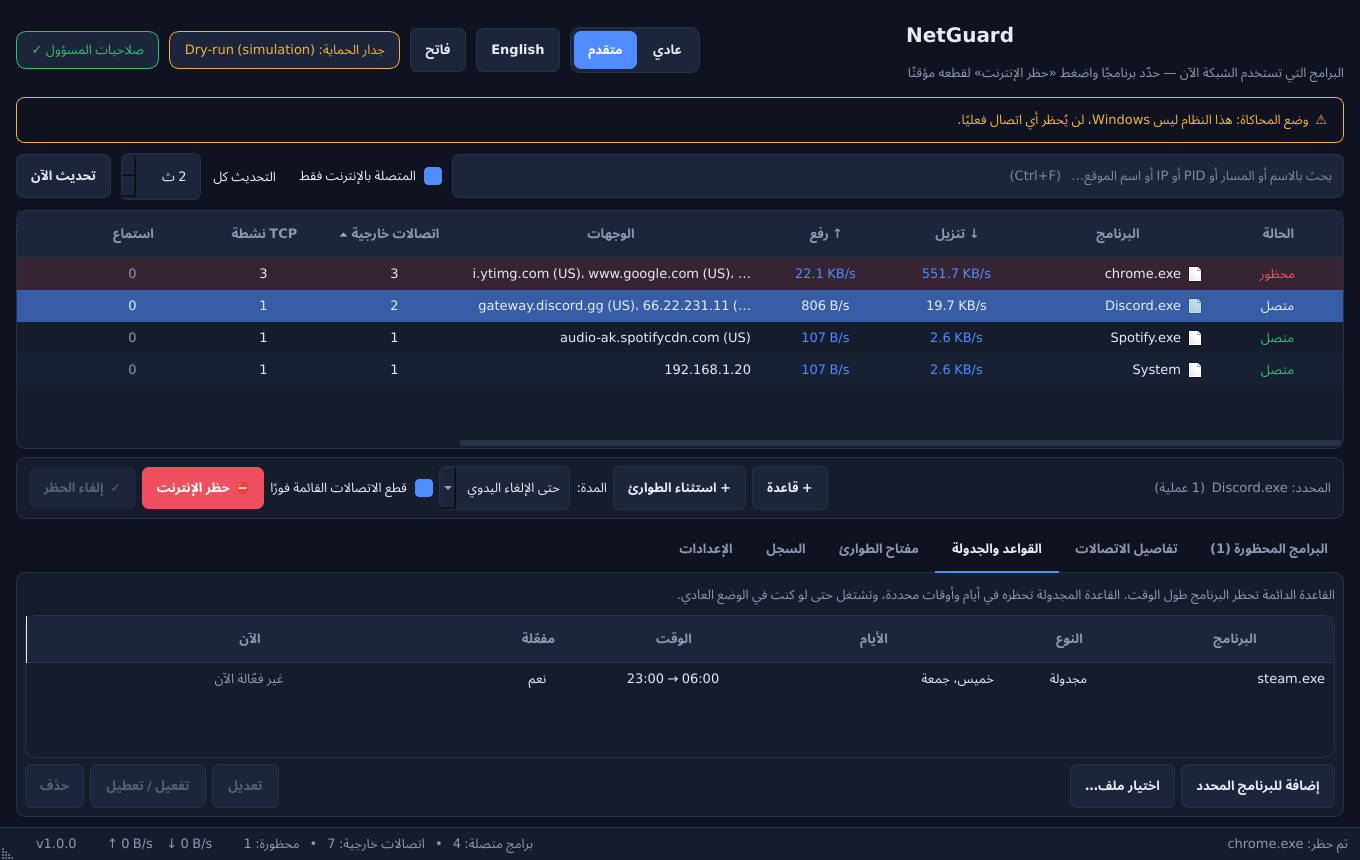 NetGuard
البرامج التي تستخدم الشبكة الآن — حدّد برنامجًا واضغط «حظر الإنترنت» لقطعه مؤقتًا
عادي متقدم English فاتح جدار الحماية: Dry-run (simulation) صلاحيات المسؤول ✓
⚠ وضع المحاكاة: هذا النظام ليس Windows، لن يُحظر أي اتصال فعليًا.
بحث بالاسم أو المسار أو PID أو IP أو اسم الموقع... (Ctrl+F) المتصلة بالإنترنت فقط التحديث كل 2 ث تحديث الآن
الحالة البرنامج ↓ تنزيل ↑ رفع الوجهات اتصالات خارجية TCP نشطة استماع
محظور chrome.exe 551.7 KB/s 22.1 KB/s i.ytimg.com (US)، www.google.com (US)، ... 3 3 0
متصل Discord.exe 19.7 KB/s 806 B/s gateway.discord.gg (US)، 66.22.231.11 (... 2 1 0
متصل Spotify.exe 2.6 KB/s 107 B/s audio-ak.spotifycdn.com (US) 1 1 0
متصل System 2.6 KB/s 107 B/s 192.168.1.20 1 1 0
المحدد: Discord.exe (1 عملية) + قاعدة + استثناء الطوارئ المدة: حتى الإلغاء اليدوي قطع الاتصالات القائمة فورًا ⛔ حظر الإنترنت ✓ إلغاء الحظر
البرامج المحظورة (1) تفاصيل الاتصالات القواعد والجدولة مفتاح الطوارئ السجل الإعدادات
القاعدة الدائمة تحظر البرنامج طول الوقت. القاعدة المجدولة تحظره في أيام وأوقات محددة، وتشتغل حتى لو كنت في الوضع العادي.
البرنامج النوع الأيام الوقت مفعّلة الآن
steam.exe مجدولة خميس، جمعة 23:00 → 06:00 نعم غير فعّالة الآن
إضافة للبرنامج المحدد اختيار ملف... تعديل تفعيل / تعطيل حذف
تم حظر: chrome.exe برامج متصلة: 4 • اتصالات خارجية: 7 • محظورة: 1 ↓ 0 B/s ↑ 0 B/s v1.0.0